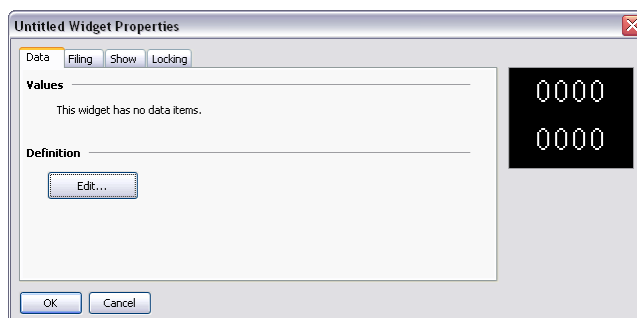 Untitled Widget Properties
Data Filing Show Locking
Values
This widget has no data items.
Definition
Edit...
OK Cancel
0000
0000